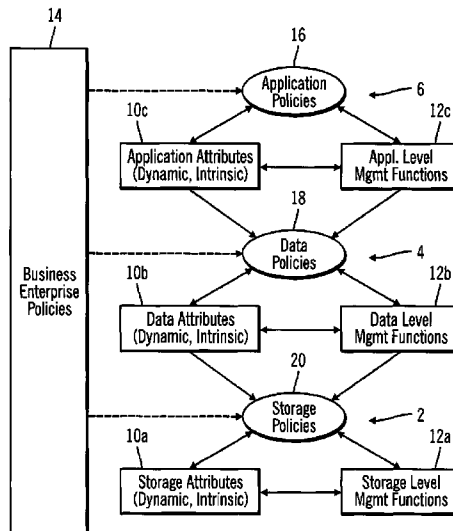 14
16
Application
Policies
6
10c
12c
Application Attributes
(Dynamic, Intrinsic)
Appl. Level
Mgmt Functions
18
Data
Policies
4
10b
12b
Business
Enterprise
Policies
Data Attributes
(Dynamic, Intrinsic)
Data Level
Mgmt Functions
20
Storage
Policies
2
10a
12a
Storage Attributes
(Dynamic, Intrinsic)
Storage Level
Mgmt Functions